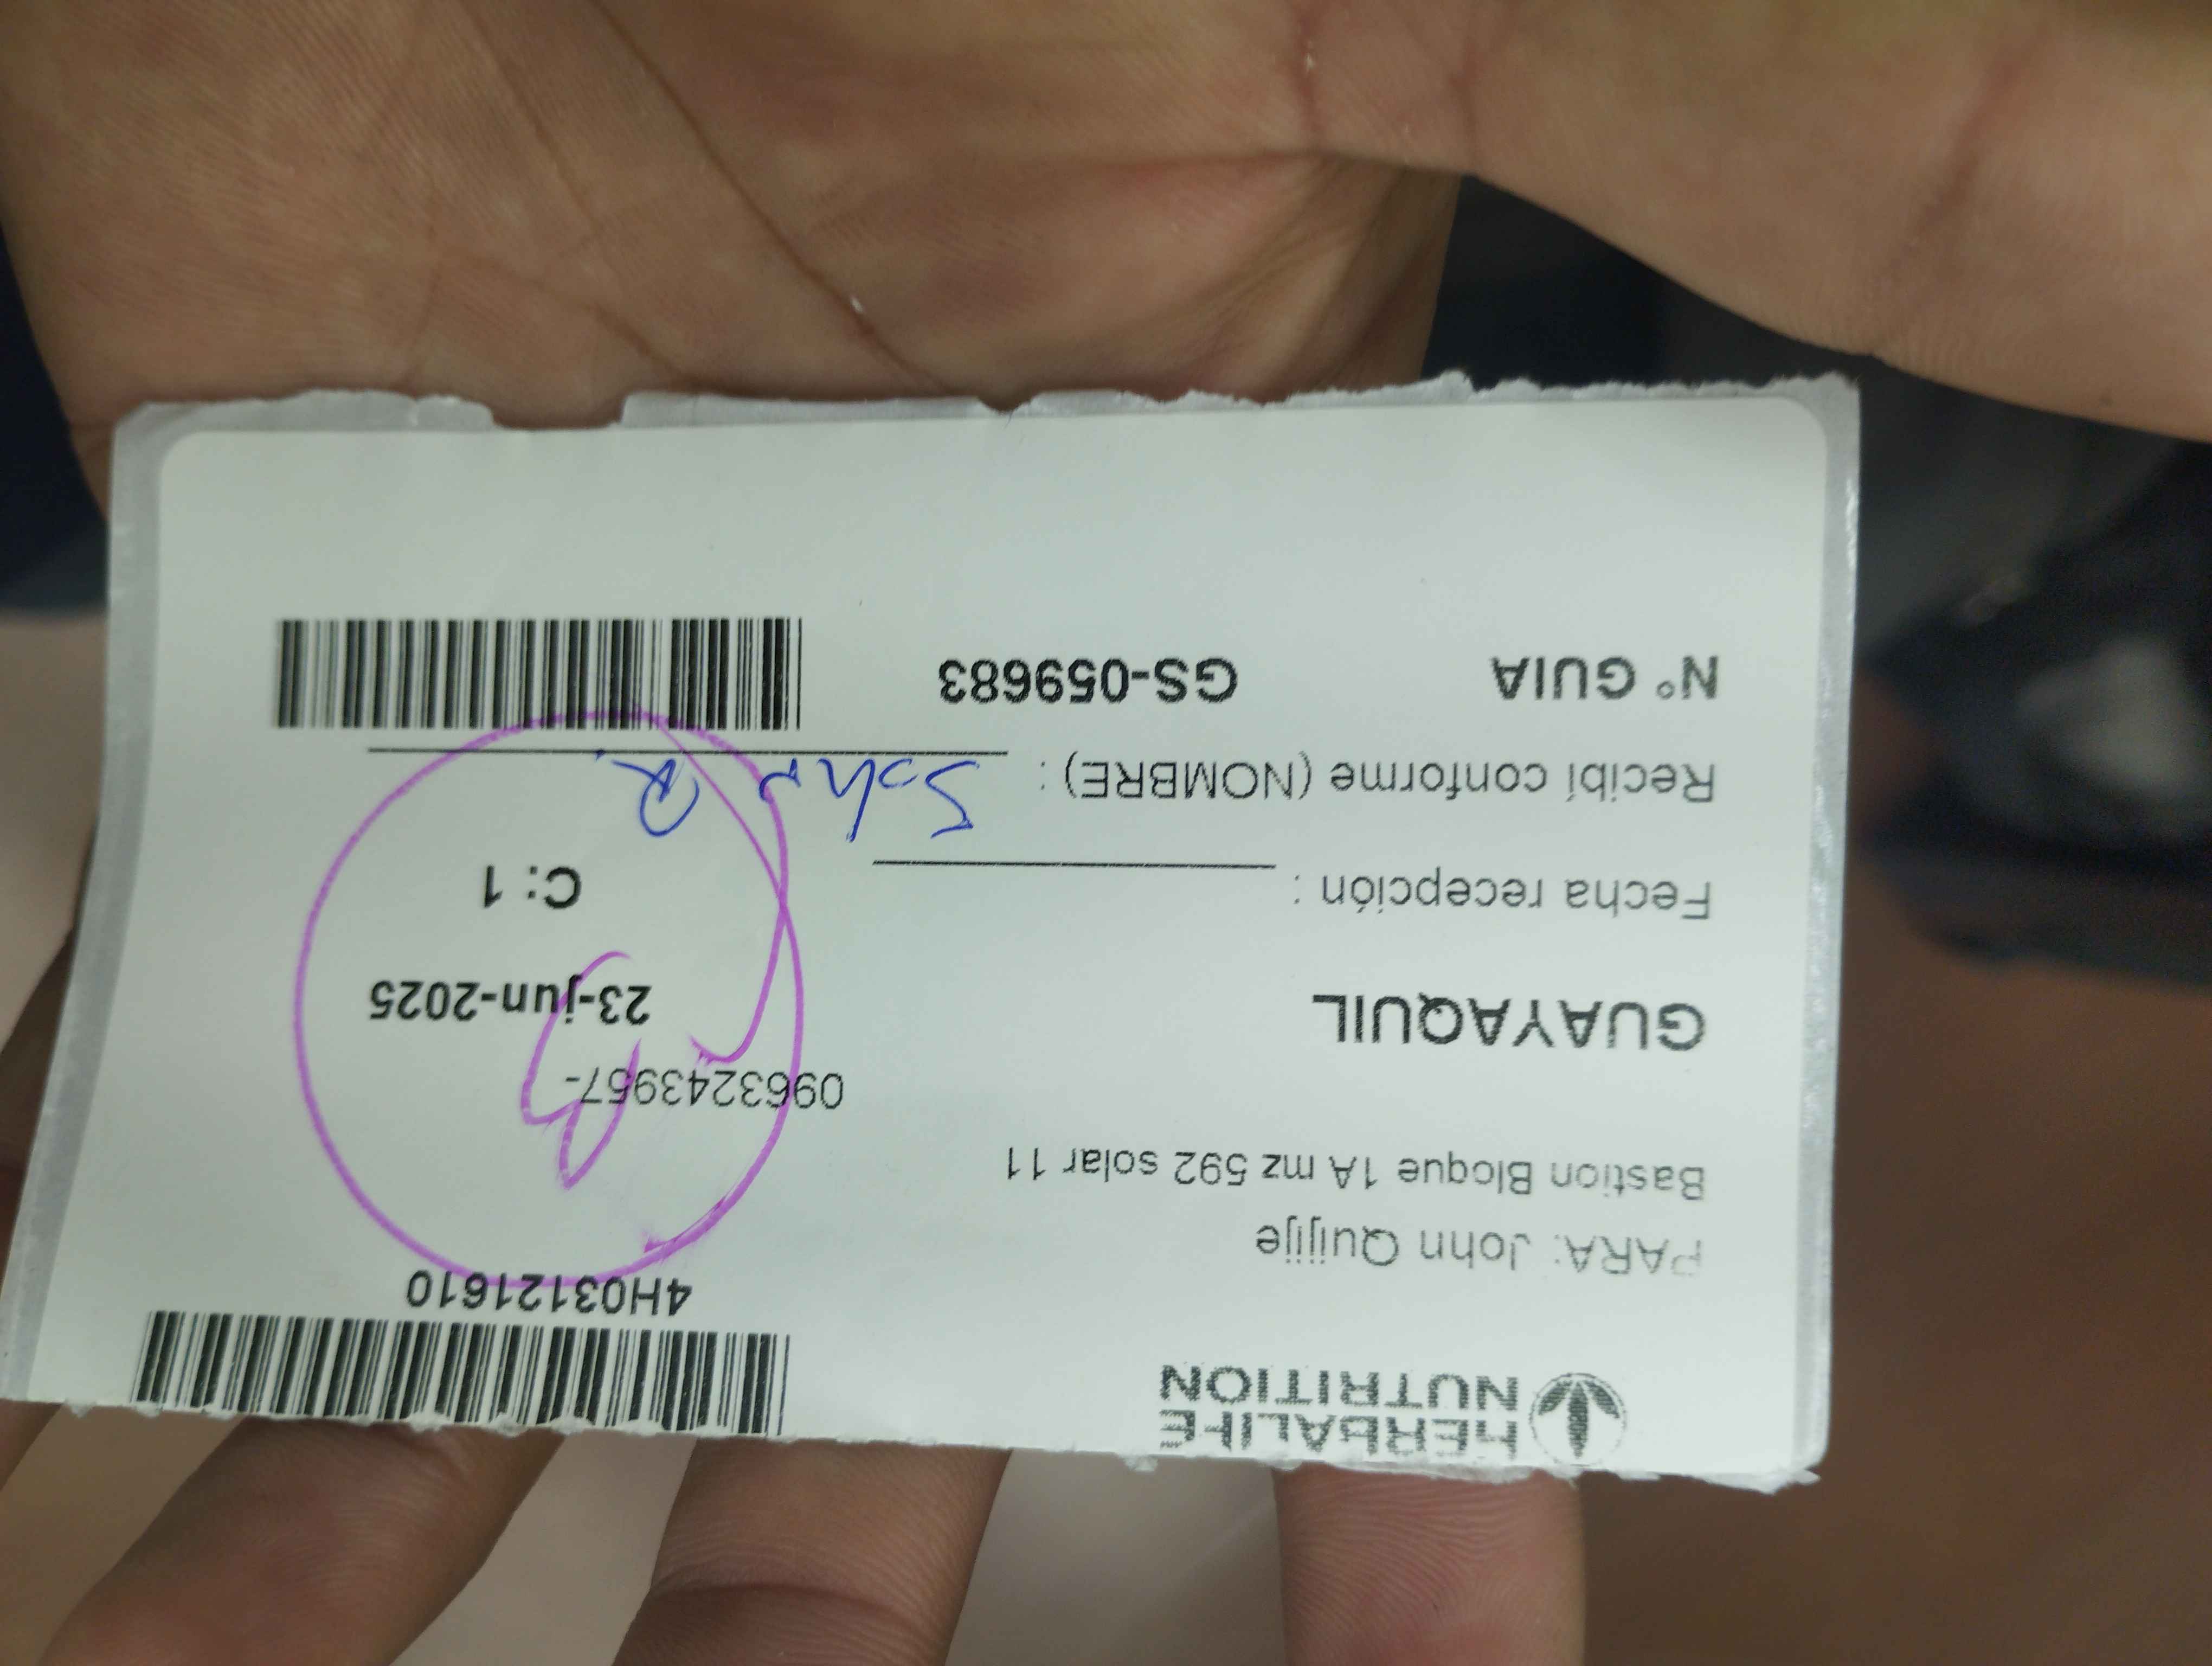 HERBALIFE
NUTRITION
4H03121610
PARA: John Quijije
Bastion Bloque 1A mz 592 solar 11
0963243957-
GUAYAQUIL
23-jun-2025
Fecha recepción :
C: 1
Recibí conforme (NOMBRE) :
N° GUIA GS-059683